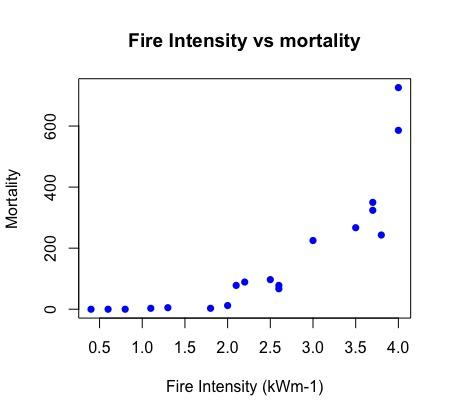 Fire Intensity vs mortality
Mortality
600
400
200
0
0.5 1.0 1.5 2.0 2.5 3.0 3.5 4.0
Fire Intensity (kWm-1)